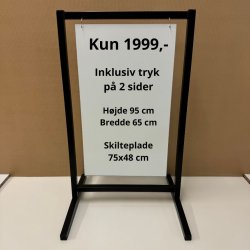 Kun 1999,-
Inklusiv tryk
på 2 sider
Højde 95 cm
Bredde 65 cm
Skilteplade
75x48 cm